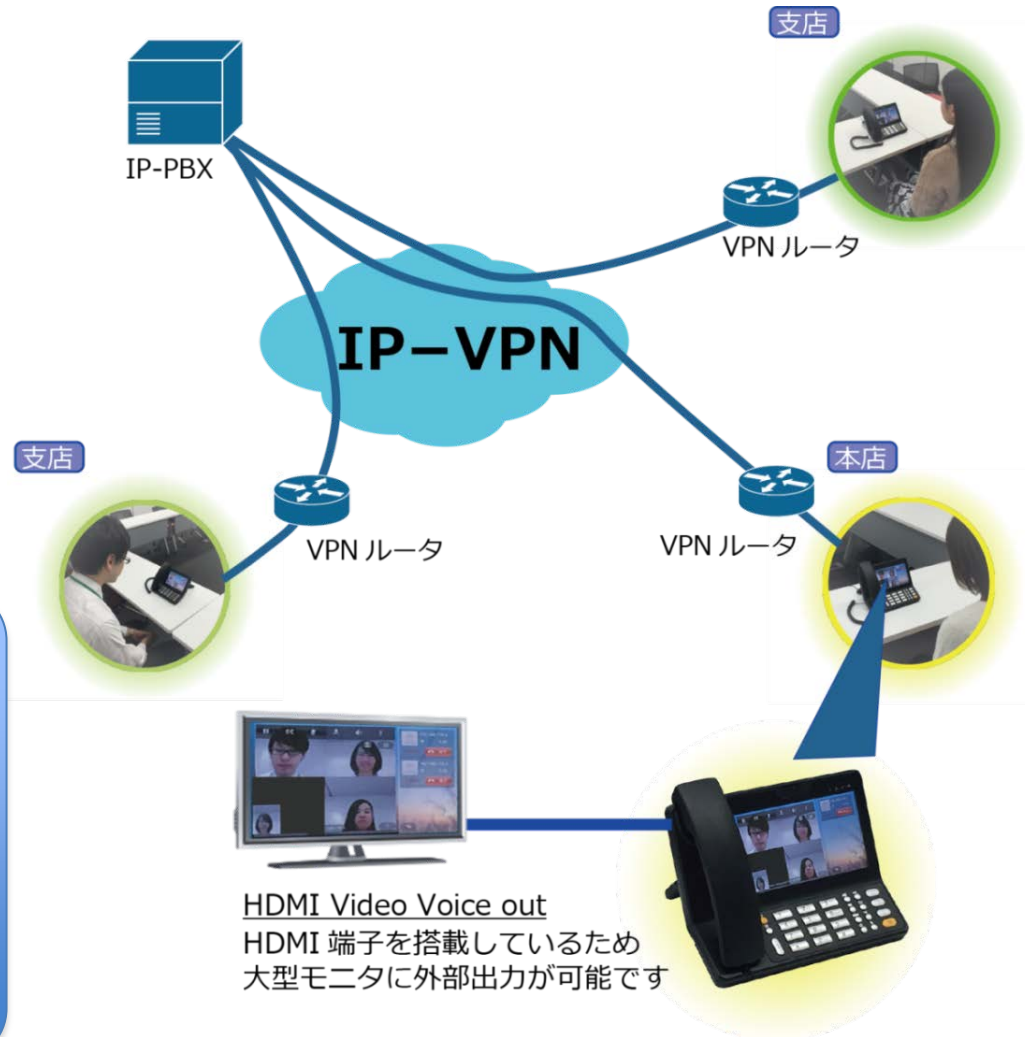 支店
IP-PBX
VPN ルータ
IP−VPN
支店
本店
VPN ルータ
VPN ルータ
HDMI Video Voice out
HDMI 端子を搭載しているため
大型モニタに外部出力が可能です